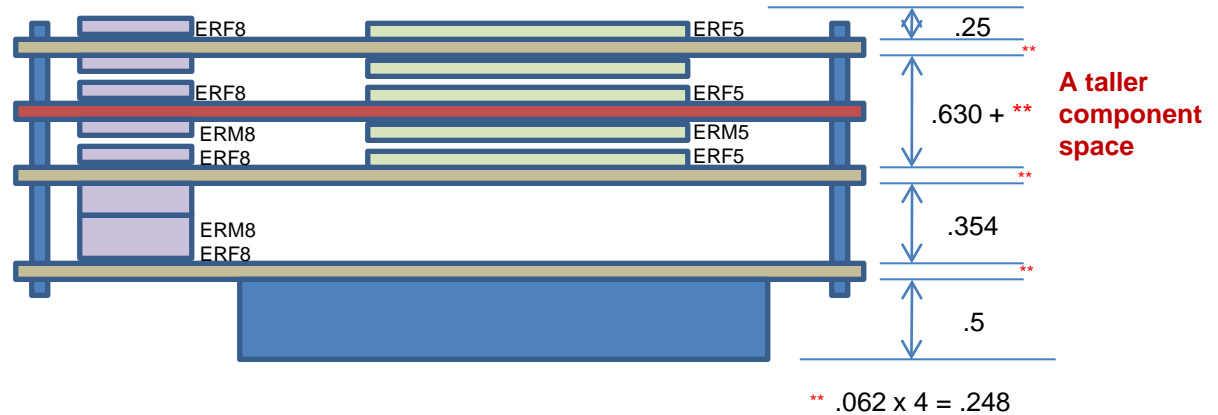 ERF8
ERF5
.25
**
ERF8
ERF5
.630 + **
A taller
component
space
ERM8
ERM5
ERF8
ERF5
**
.354
ERM8
ERF8
**
.5
** .062 x 4 = .248